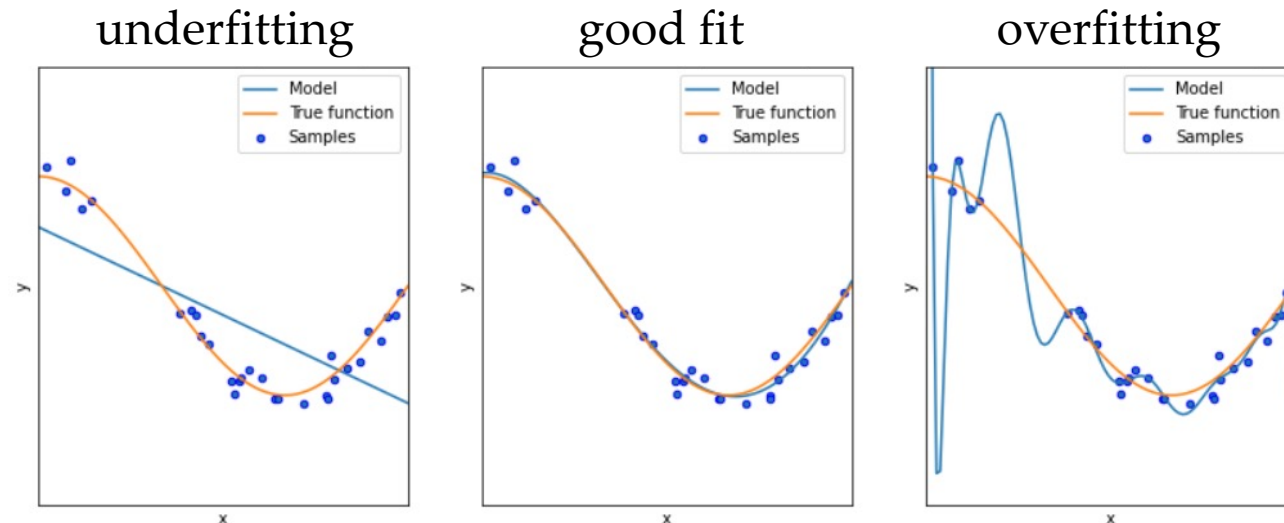 underfitting
good fit
overfitting
Model
True function
Samples
y
x
Model
True function
Samples
y
x
Model
True function
Samples
y
x